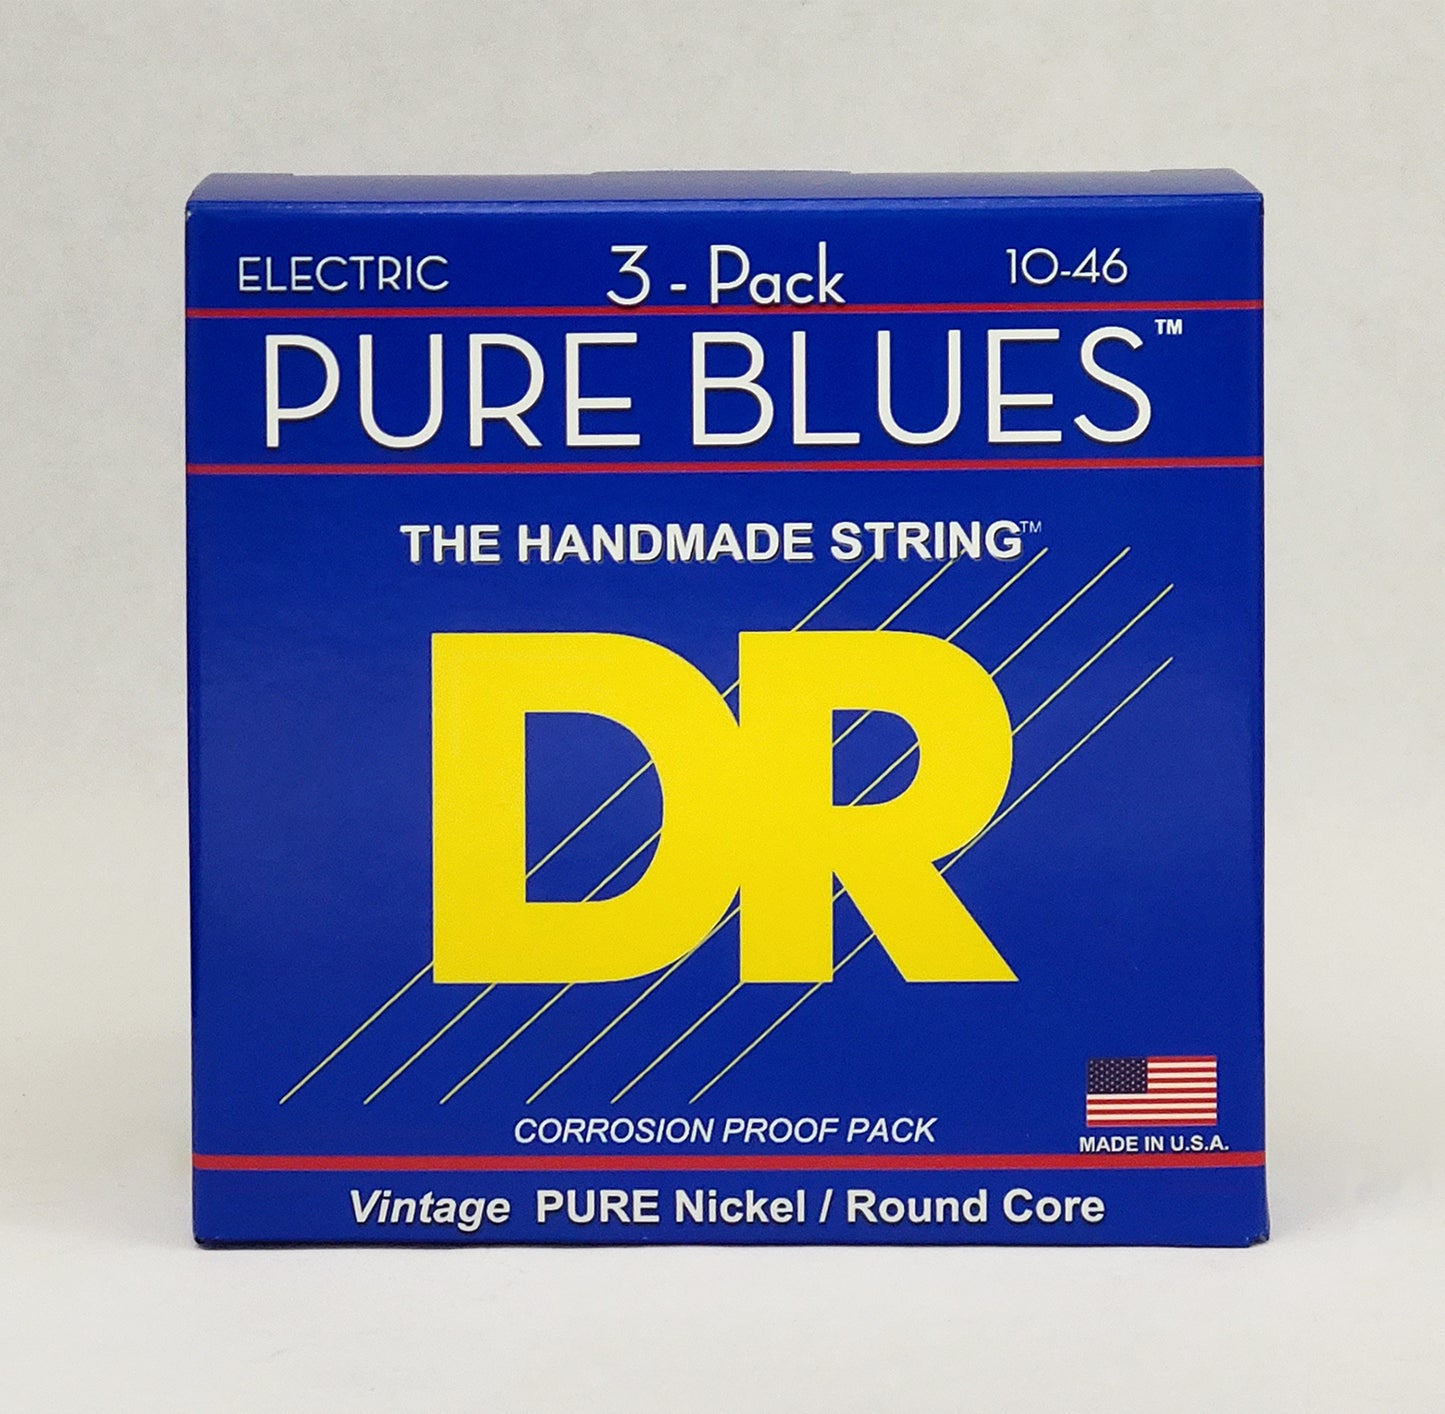 ELECTRIC 3 - Pack 10-46
PURE BLUES™
THE HANDMADE STRING™
DR
CORROSION PROOF PACK
MADE IN U.S.A.
Vintage PURE Nickel / Round Core